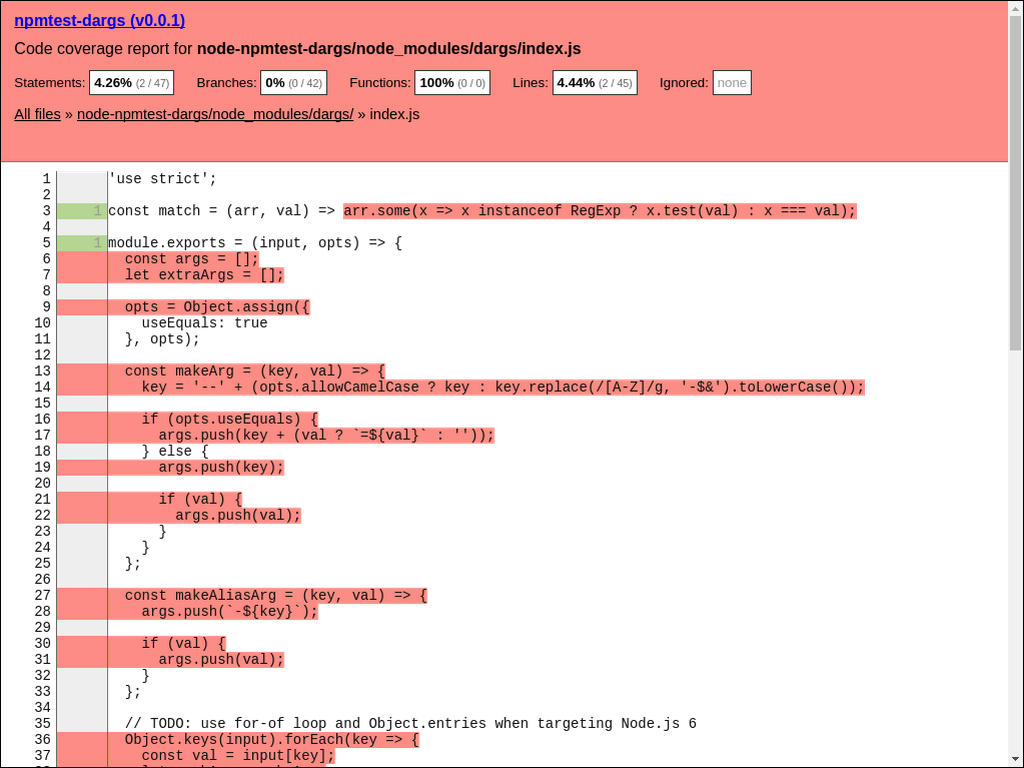 npmtest-dargs (v0.0.1)
Code coverage report for node-npmtest-dargs/node_modules/dargs/index.js
Statements: 4.26% (2 / 47) Branches: 0% (0 / 42) Functions: 100% (0 / 0) Lines: 4.44% (2 / 45) Ignored: none
All files » node-npmtest-dargs/node_modules/dargs/ » index.js
1 'use strict';
2
3 1 const match = (arr, val) => arr.some(x => x instanceof RegExp ? x.test(val) : x === val);
4
5 1 module.exports = (input, opts) => {
6 const args = [];
7 let extraArgs = [];
8
9 opts = Object.assign({
10 useEquals: true
11 }, opts);
12
13 const makeArg = (key, val) => {
14 key = '--' + (opts.allowCamelCase ? key : key.replace(/[A-Z]/g, '-$&').toLowerCase());
15
16 if (opts.useEquals) {
17 args.push(key + (val ? `=${val}` : ''));
18 } else {
19 args.push(key);
20
21 if (val) {
22 args.push(val);
23 }
24 }
25 };
26
27 const makeAliasArg = (key, val) => {
28 args.push(`-${key}`);
29
30 if (val) {
31 args.push(val);
32 }
33 };
34
35 // TODO: use for-of loop and Object.entries when targeting Node.js 6
36 Object.keys(input).forEach(key => {
37 const val = input[key];